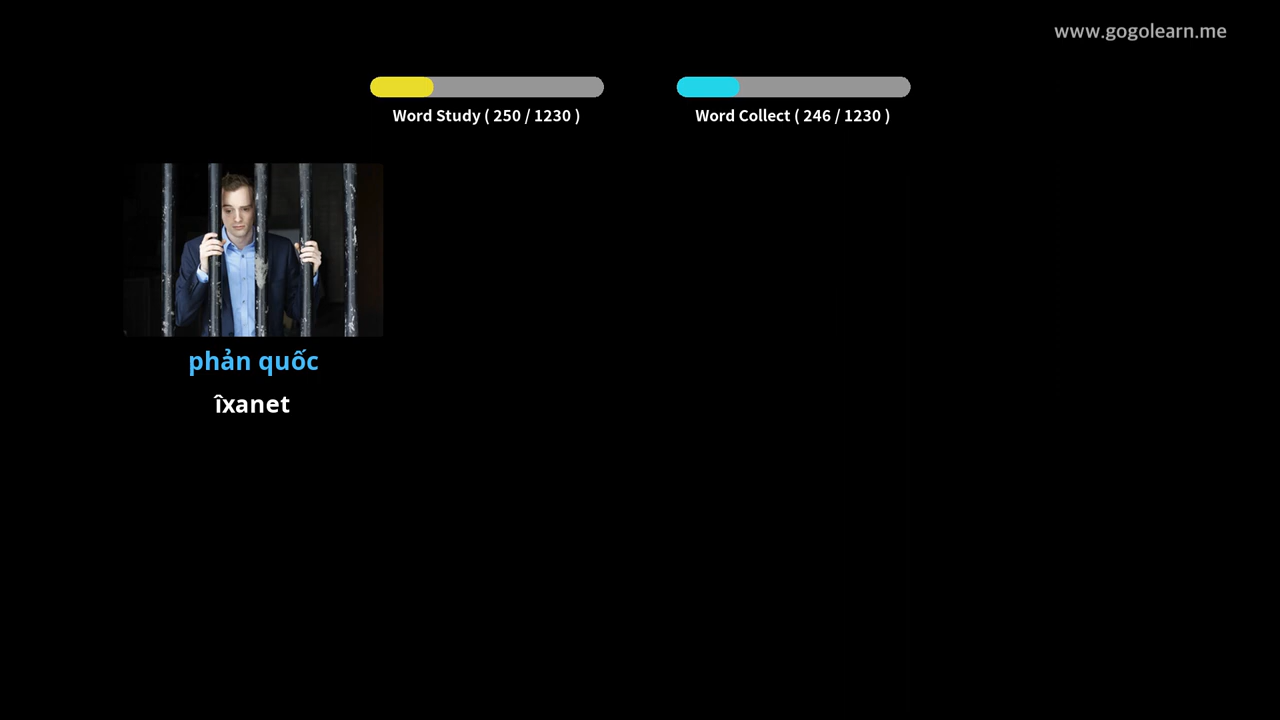 www.gogolearn.me
Word Study ( 250 / 1230 )
Word Collect ( 246 / 1230 )
phản quốc
îxanet